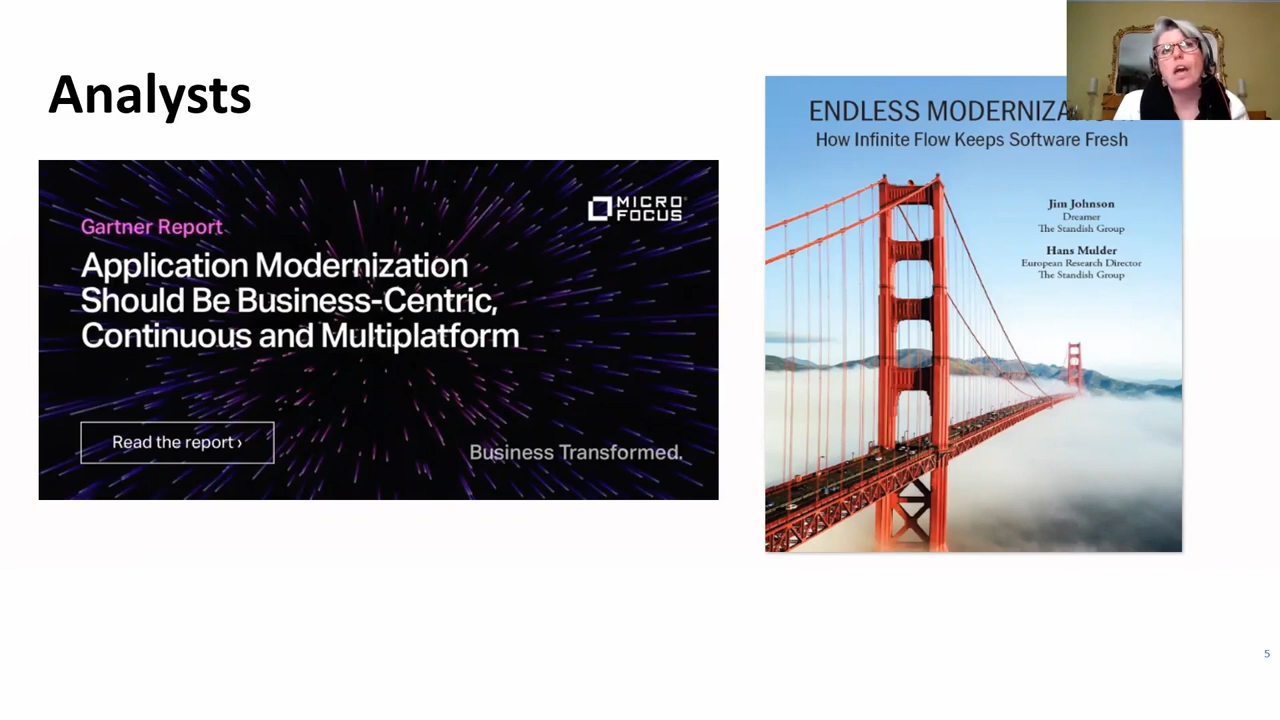 Analysts
MICRO
FOCUS
Gartner Report
Application Modernization
Should Be Business-Centric,
Continuous and Multiplatform
Read the report ›
Business Transformed.
ENDLESS
How Infinite Flow Keeps Software Fresh
Jim Johnson
Dreamer
The Standish Group
Hans Mulder
European Research Director
The Standish Group
5